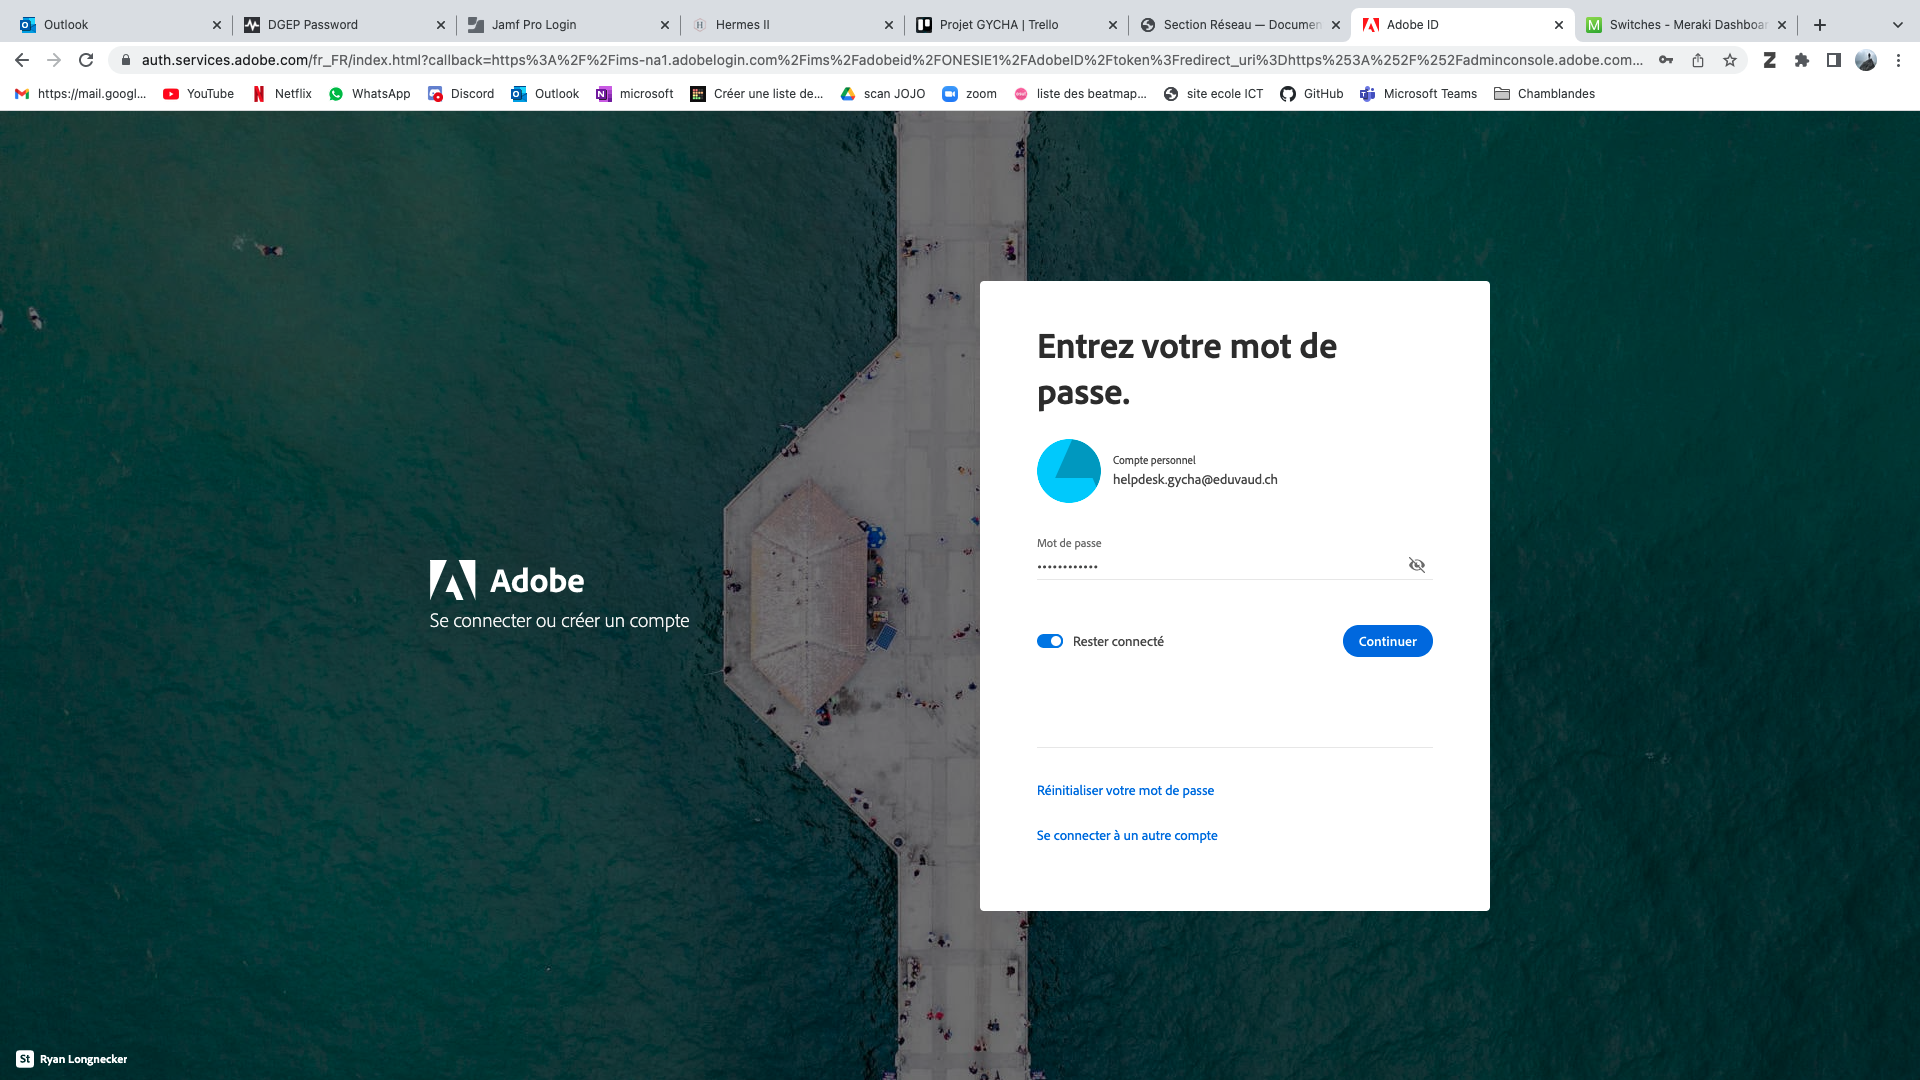 Outlook
DGEP Password
Jamf Pro Login
Hermes II
Projet GYCHA | Trello
Section Réseau — Documen
Adobe ID
Switches - Meraki Dashboar
auth.services.adobe.com/fr_FR/index.html?callback=https%3A%2F%2Fims-na1.adobelogin.com%2Fims%2Fadobeid%2FONESIE1%2FAdobeID%2Ftoken%3Fredirect_uri%3Dhttps%253A%252F%252Fadminconsole.adobe.com...
https://mail.googl...
YouTube
Netflix
WhatsApp
Discord
Outlook
microsoft
Créer une liste de...
scan JOJO
zoom
liste des beatmap...
site ecole ICT
GitHub
Microsoft Teams
Chamblandes
Entrez votre mot de
passe.
Compte personnel
helpdesk.gycha@eduvaud.ch
Mot de passe
••••••••••••
Adobe
Se connecter ou créer un compte
Rester connecté
Continuer
Réinitialiser votre mot de passe
Se connecter à un autre compte
St Ryan Longnecker